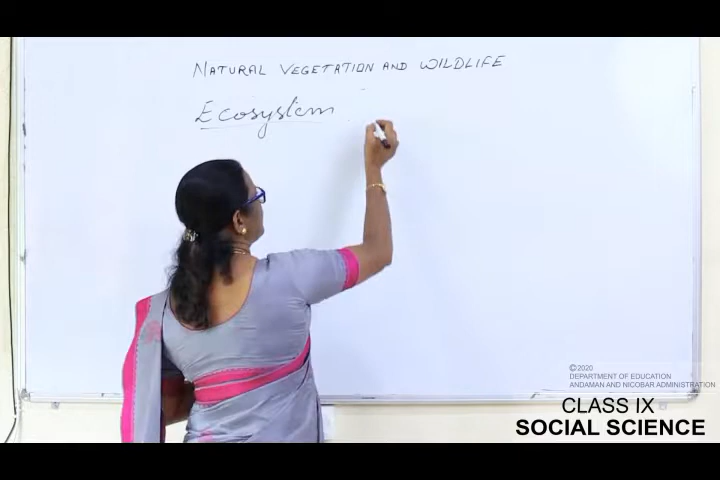 NATURAL VEGETATION AND WILDLIFE
Ecosystem
©2020
DEPARTMENT OF EDUCATION
ANDAMAN AND NICOBAR ADMINISTRATION
CLASS IX
SOCIAL SCIENCE